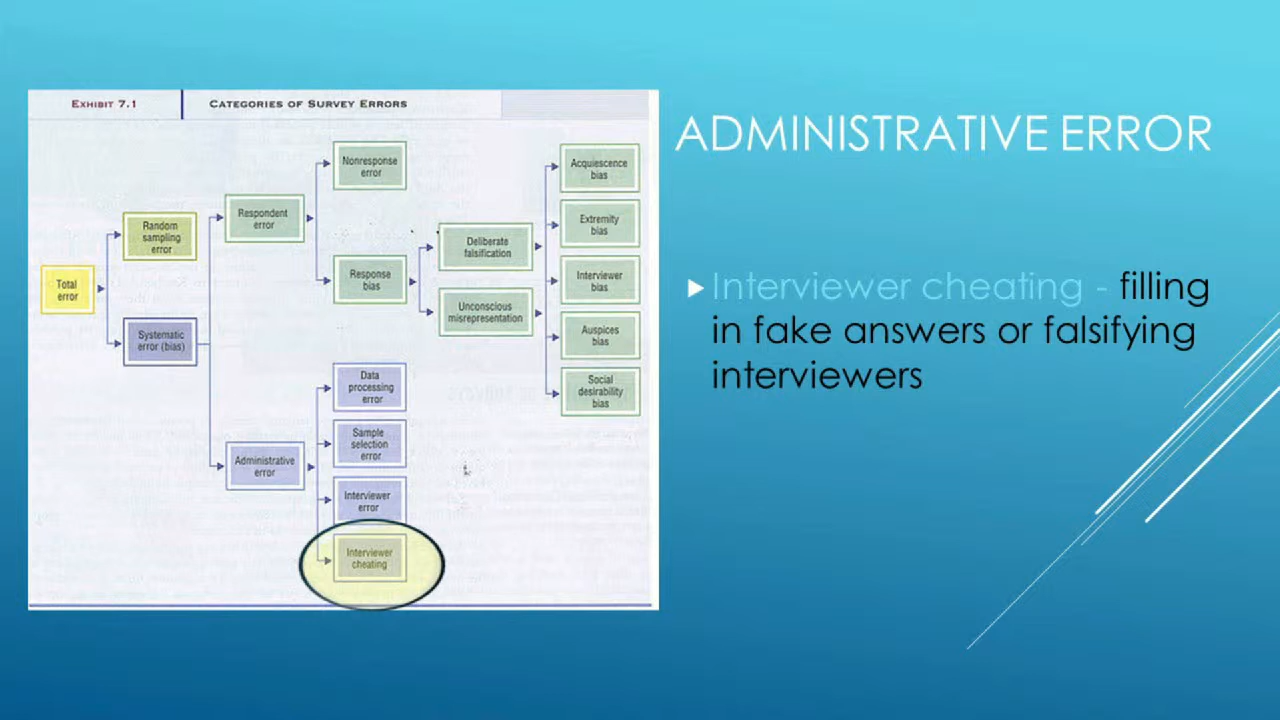 EXHIBIT 7.1
CATEGORIES OF SURVEY ERRORS
Total
error
Random
sampling
error
Systematic
error (bias)
Respondent
error
Administrative
error
Nonresponse
error
Response
bias
Data
processing
error
Sample
selection
error
Interviewer
error
Interviewer
cheating
Deliberate
falsification
Unconscious
misrepresentation
Acquiescence
bias
Extremity
bias
Interviewer
bias
Auspices
bias
Social
desirability
bias
ADMINISTRATIVE ERROR
Interviewer cheating - filling
in fake answers or falsifying
interviewers